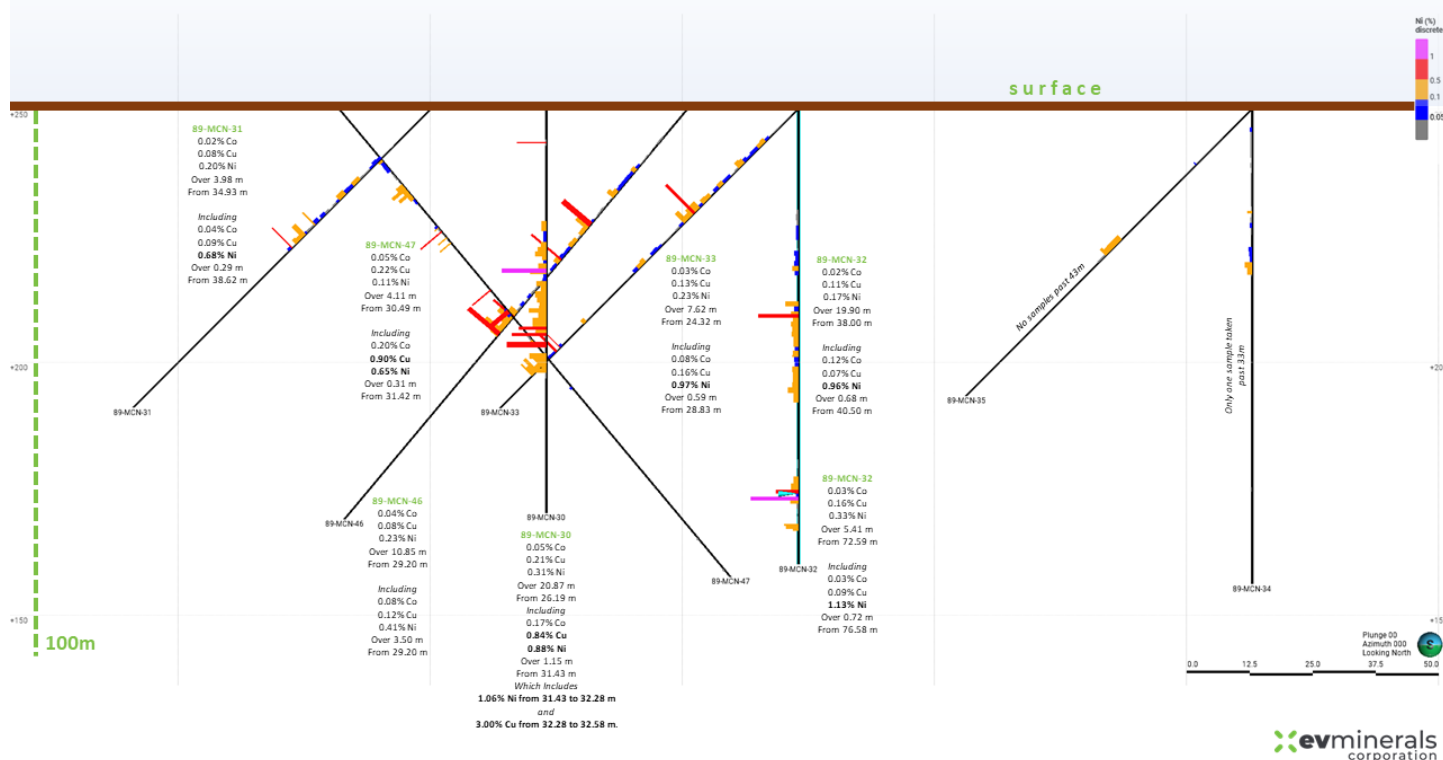 Ni (%)
discrete
1
0.5
0.1
0.05
surface
+250
89-MCN-31
0.02% Co
0.08% Cu
0.20% Ni
Over 3.98 m
From 34.93 m
Including
0.04% Co
0.09% Cu
0.68% Ni
Over 0.29 m
From 38.62 m
89-MCN-47
0.05% Co
0.22% Cu
0.11% Ni
Over 4.11 m
From 30.49 m
Including
0.20% Co
0.90% Cu
0.65% Ni
Over 0.31 m
From 31.42 m
89-MCN-33
0.03% Co
0.13% Cu
0.23% Ni
Over 7.62 m
From 24.32 m
Including
0.08% Co
0.16% Cu
0.97% Ni
Over 0.59 m
From 28.83 m
89-MCN-32
0.02% Co
0.11% Cu
0.17% Ni
Over 19.90 m
From 38.00 m
Including
0.12% Co
0.07% Cu
0.96% Ni
Over 0.68 m
From 40.50 m
No samples past 43m
Only one sample taken
past 33m
+200
+20
89-MCN-31
89-MCN-33
89-MCN-35
89-MCN-46
89-MCN-30
89-MCN-47
89-MCN-32
89-MCN-34
89-MCN-46
0.04% Co
0.08% Cu
0.23% Ni
Over 10.85 m
From 29.20 m
Including
0.08% Co
0.12% Cu
0.41% Ni
Over 3.50 m
From 29.20 m
89-MCN-30
0.05% Co
0.21% Cu
0.31% Ni
Over 20.87 m
From 26.19 m
Including
0.17% Co
0.84% Cu
0.88% Ni
Over 1.15 m
From 31.43 m
Which Includes
1.06% Ni from 31.43 to 32.28 m
and
3.00% Cu from 32.28 to 32.58 m.
89-MCN-32
0.03% Co
0.16% Cu
0.33% Ni
Over 5.41 m
From 72.59 m
Including
0.03% Co
0.09% Cu
1.13% Ni
Over 0.72 m
From 76.58 m
+150
+15
100m
Plunge 00
Azimuth 000
Looking North
S
0.0 12.5 25.0 37.5 50.0
evminerals
corporation